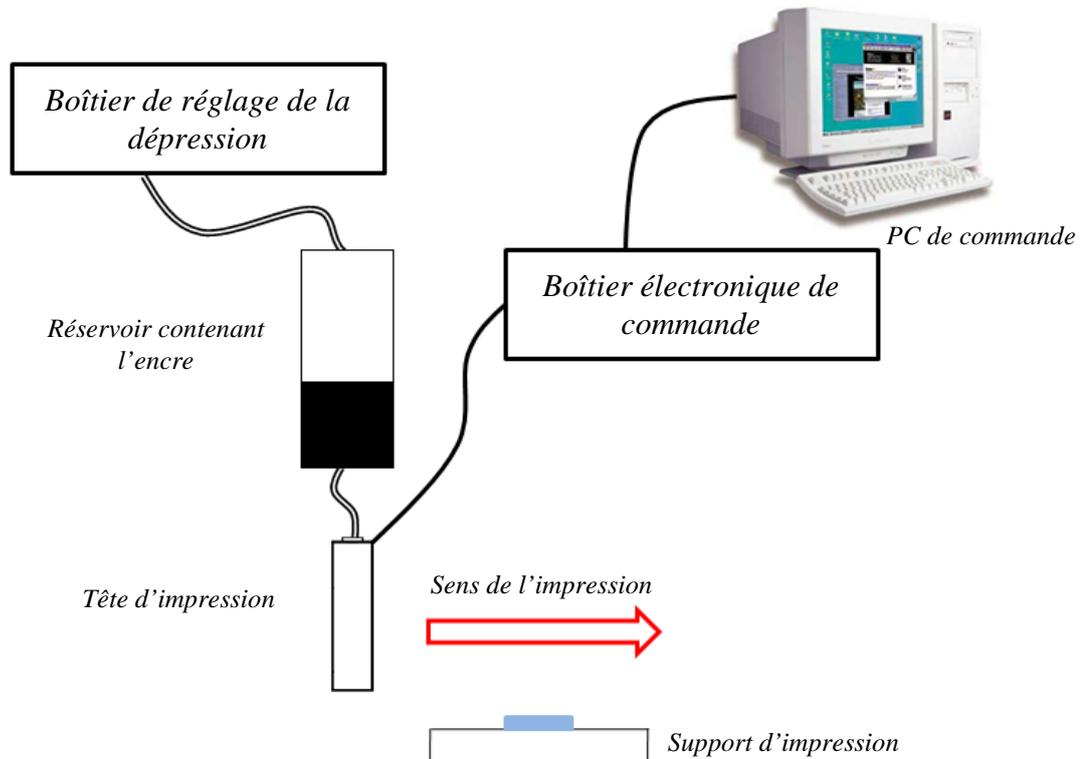 Boîtier de réglage de la
dépression
PC de commande
Boîtier électronique de
commande
Réservoir contenant
l'encre
Tête d'impression
Sens de l'impression
Support d'impression